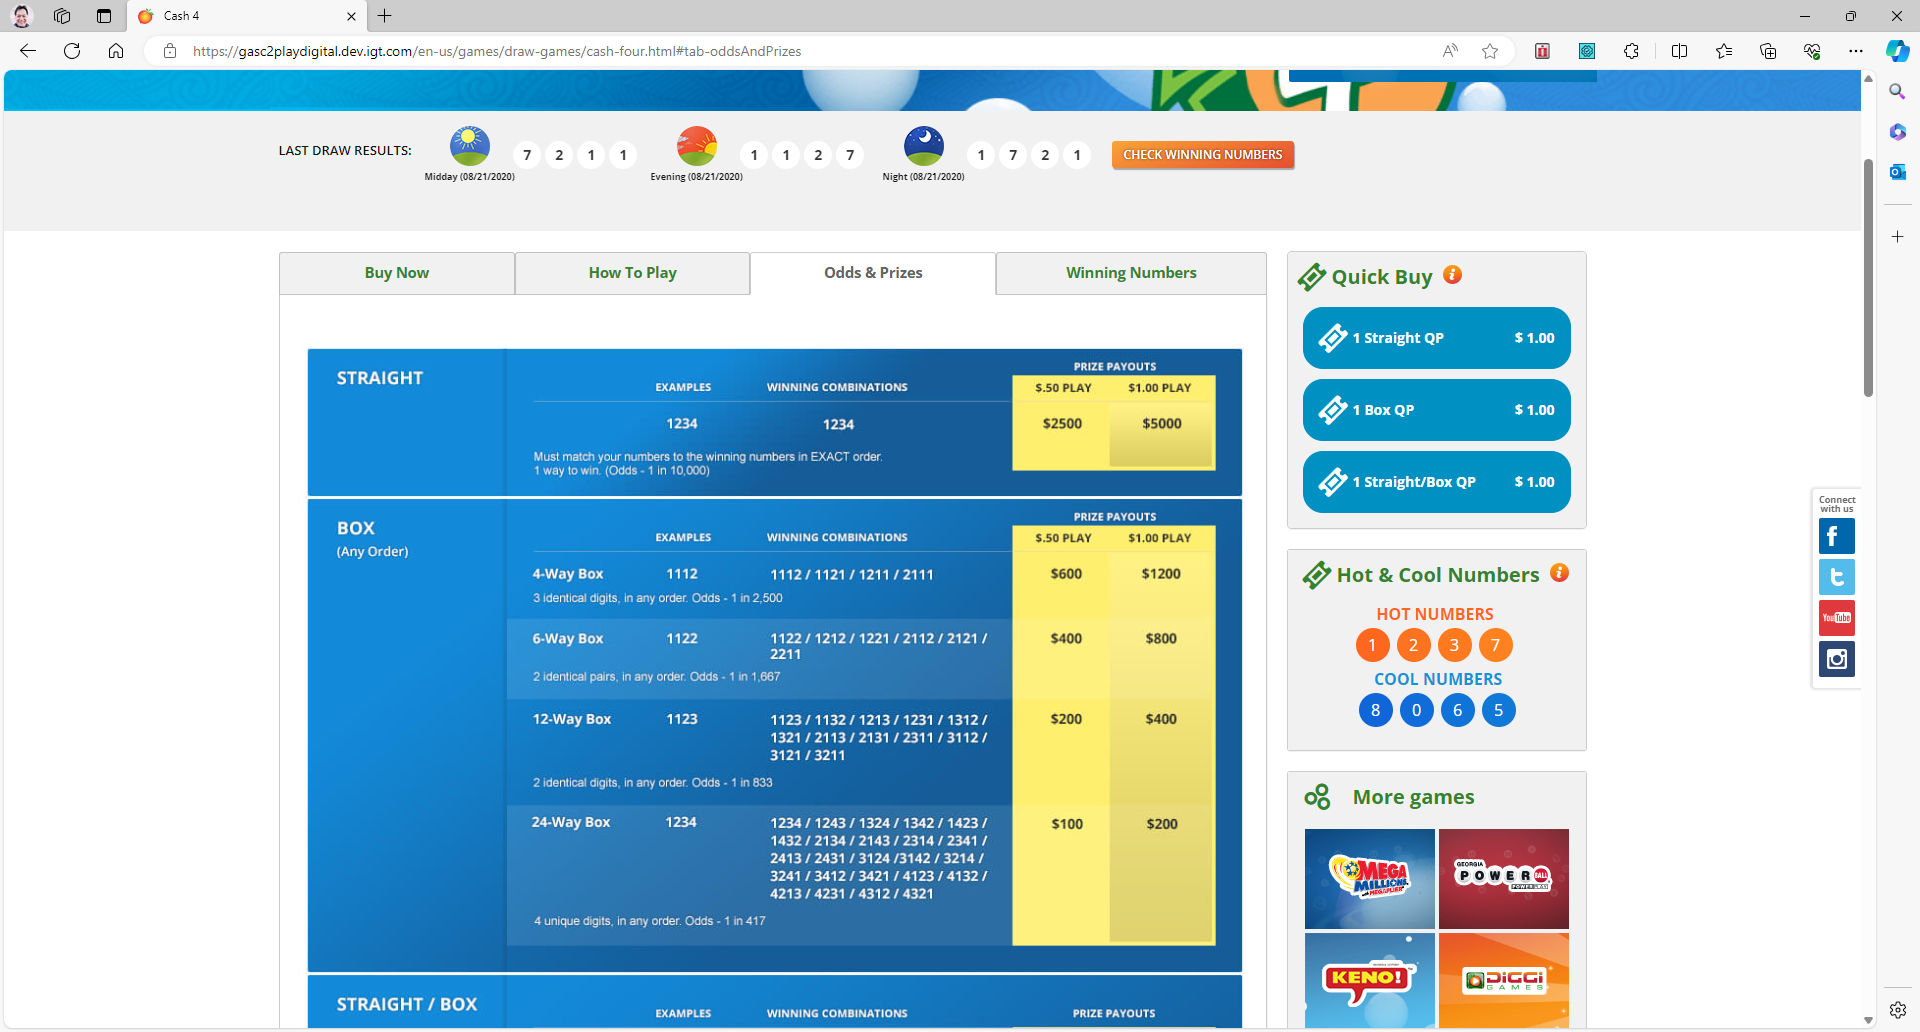 Cash 4
https://gasc2playdigital.dev.igt.com/en-us/games/draw-games/cash-four.html#tab-oddsAndPrizes
LAST DRAW RESULTS:
7 2 1 1
Midday (08/21/2020)
1 1 2 7
Evening (08/21/2020)
1 7 2 1
Night (08/21/2020)
CHECK WINNING NUMBERS
Buy Now
How To Play
Odds & Prizes
Winning Numbers
STRAIGHT
PRIZE PAYOUTS
EXAMPLES WINNING COMBINATIONS $.50 PLAY $1.00 PLAY
1234 1234 $2500 $5000
Must match your numbers to the winning numbers in EXACT order.
1 way to win. (Odds - 1 in 10,000)
BOX
(Any Order)
PRIZE PAYOUTS
EXAMPLES WINNING COMBINATIONS $.50 PLAY $1.00 PLAY
4-Way Box 1112 1112 / 1121 / 1211 / 2111 $600 $1200
3 identical digits, in any order. Odds - 1 in 2,500
6-Way Box 1122 1122 / 1212 / 1221 / 2112 / 2121 / $400 $800
2211
2 identical pairs, in any order. Odds - 1 in 1,667
12-Way Box 1123 1123 / 1132 / 1213 / 1231 / 1312 / $200 $400
1321 / 2113 / 2131 / 2311 / 3112 /
3121 / 3211
2 identical digits, in any order. Odds - 1 in 833
24-Way Box 1234 1234 / 1243 / 1324 / 1342 / 1423 / $100 $200
1432 / 2134 / 2143 / 2314 / 2341 /
2413 / 2431 / 3124 /3142 / 3214 /
3241 / 3412 / 3421 / 4123 / 4132 /
4213 / 4231 / 4312 / 4321
4 unique digits, in any order. Odds - 1 in 417
STRAIGHT / BOX
EXAMPLES WINNING COMBINATIONS PRIZE PAYOUTS
Quick Buy
1 Straight QP $ 1.00
1 Box QP $ 1.00
1 Straight/Box QP $ 1.00
Hot & Cool Numbers
HOT NUMBERS
1 2 3 7
COOL NUMBERS
8 0 6 5
More games
MEGA
MILLIONS
MEGAPLIER
GEORGIA
POWERBALL
POWER PLAY
KENO!
DiGGi
GAMES
Connect
with us
f
t
YouTube